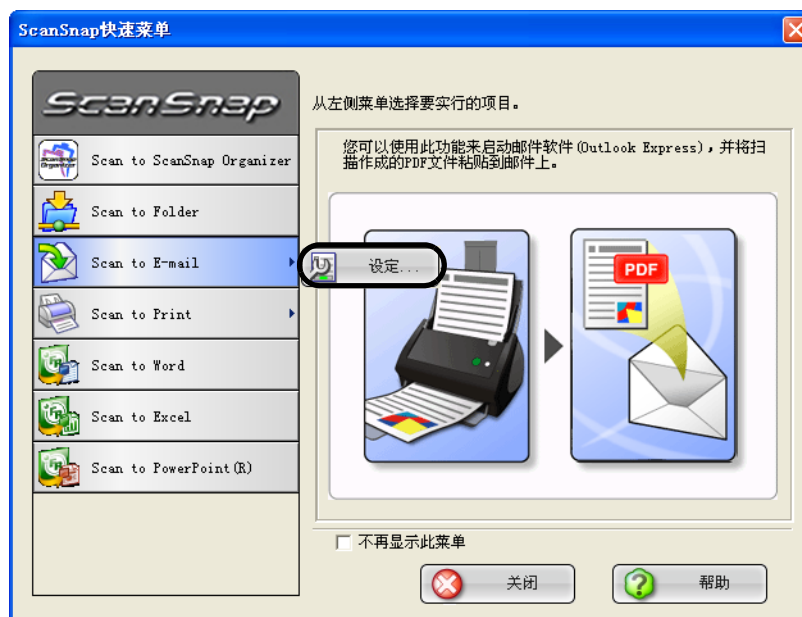 ScanSnap快速菜单
ScanSnap
从左侧菜单选择要实行的项目。
您可以使用此功能来启动邮件软件(Outlook Express)，并将扫
描作成的PDF文件粘贴到邮件上。
Scan to ScanSnap Organizer
Scan to Folder
Scan to E-mail
设定...
Scan to Print
Scan to Word
Scan to Excel
Scan to PowerPoint(R)
PDF
不再显示此菜单
关闭
帮助